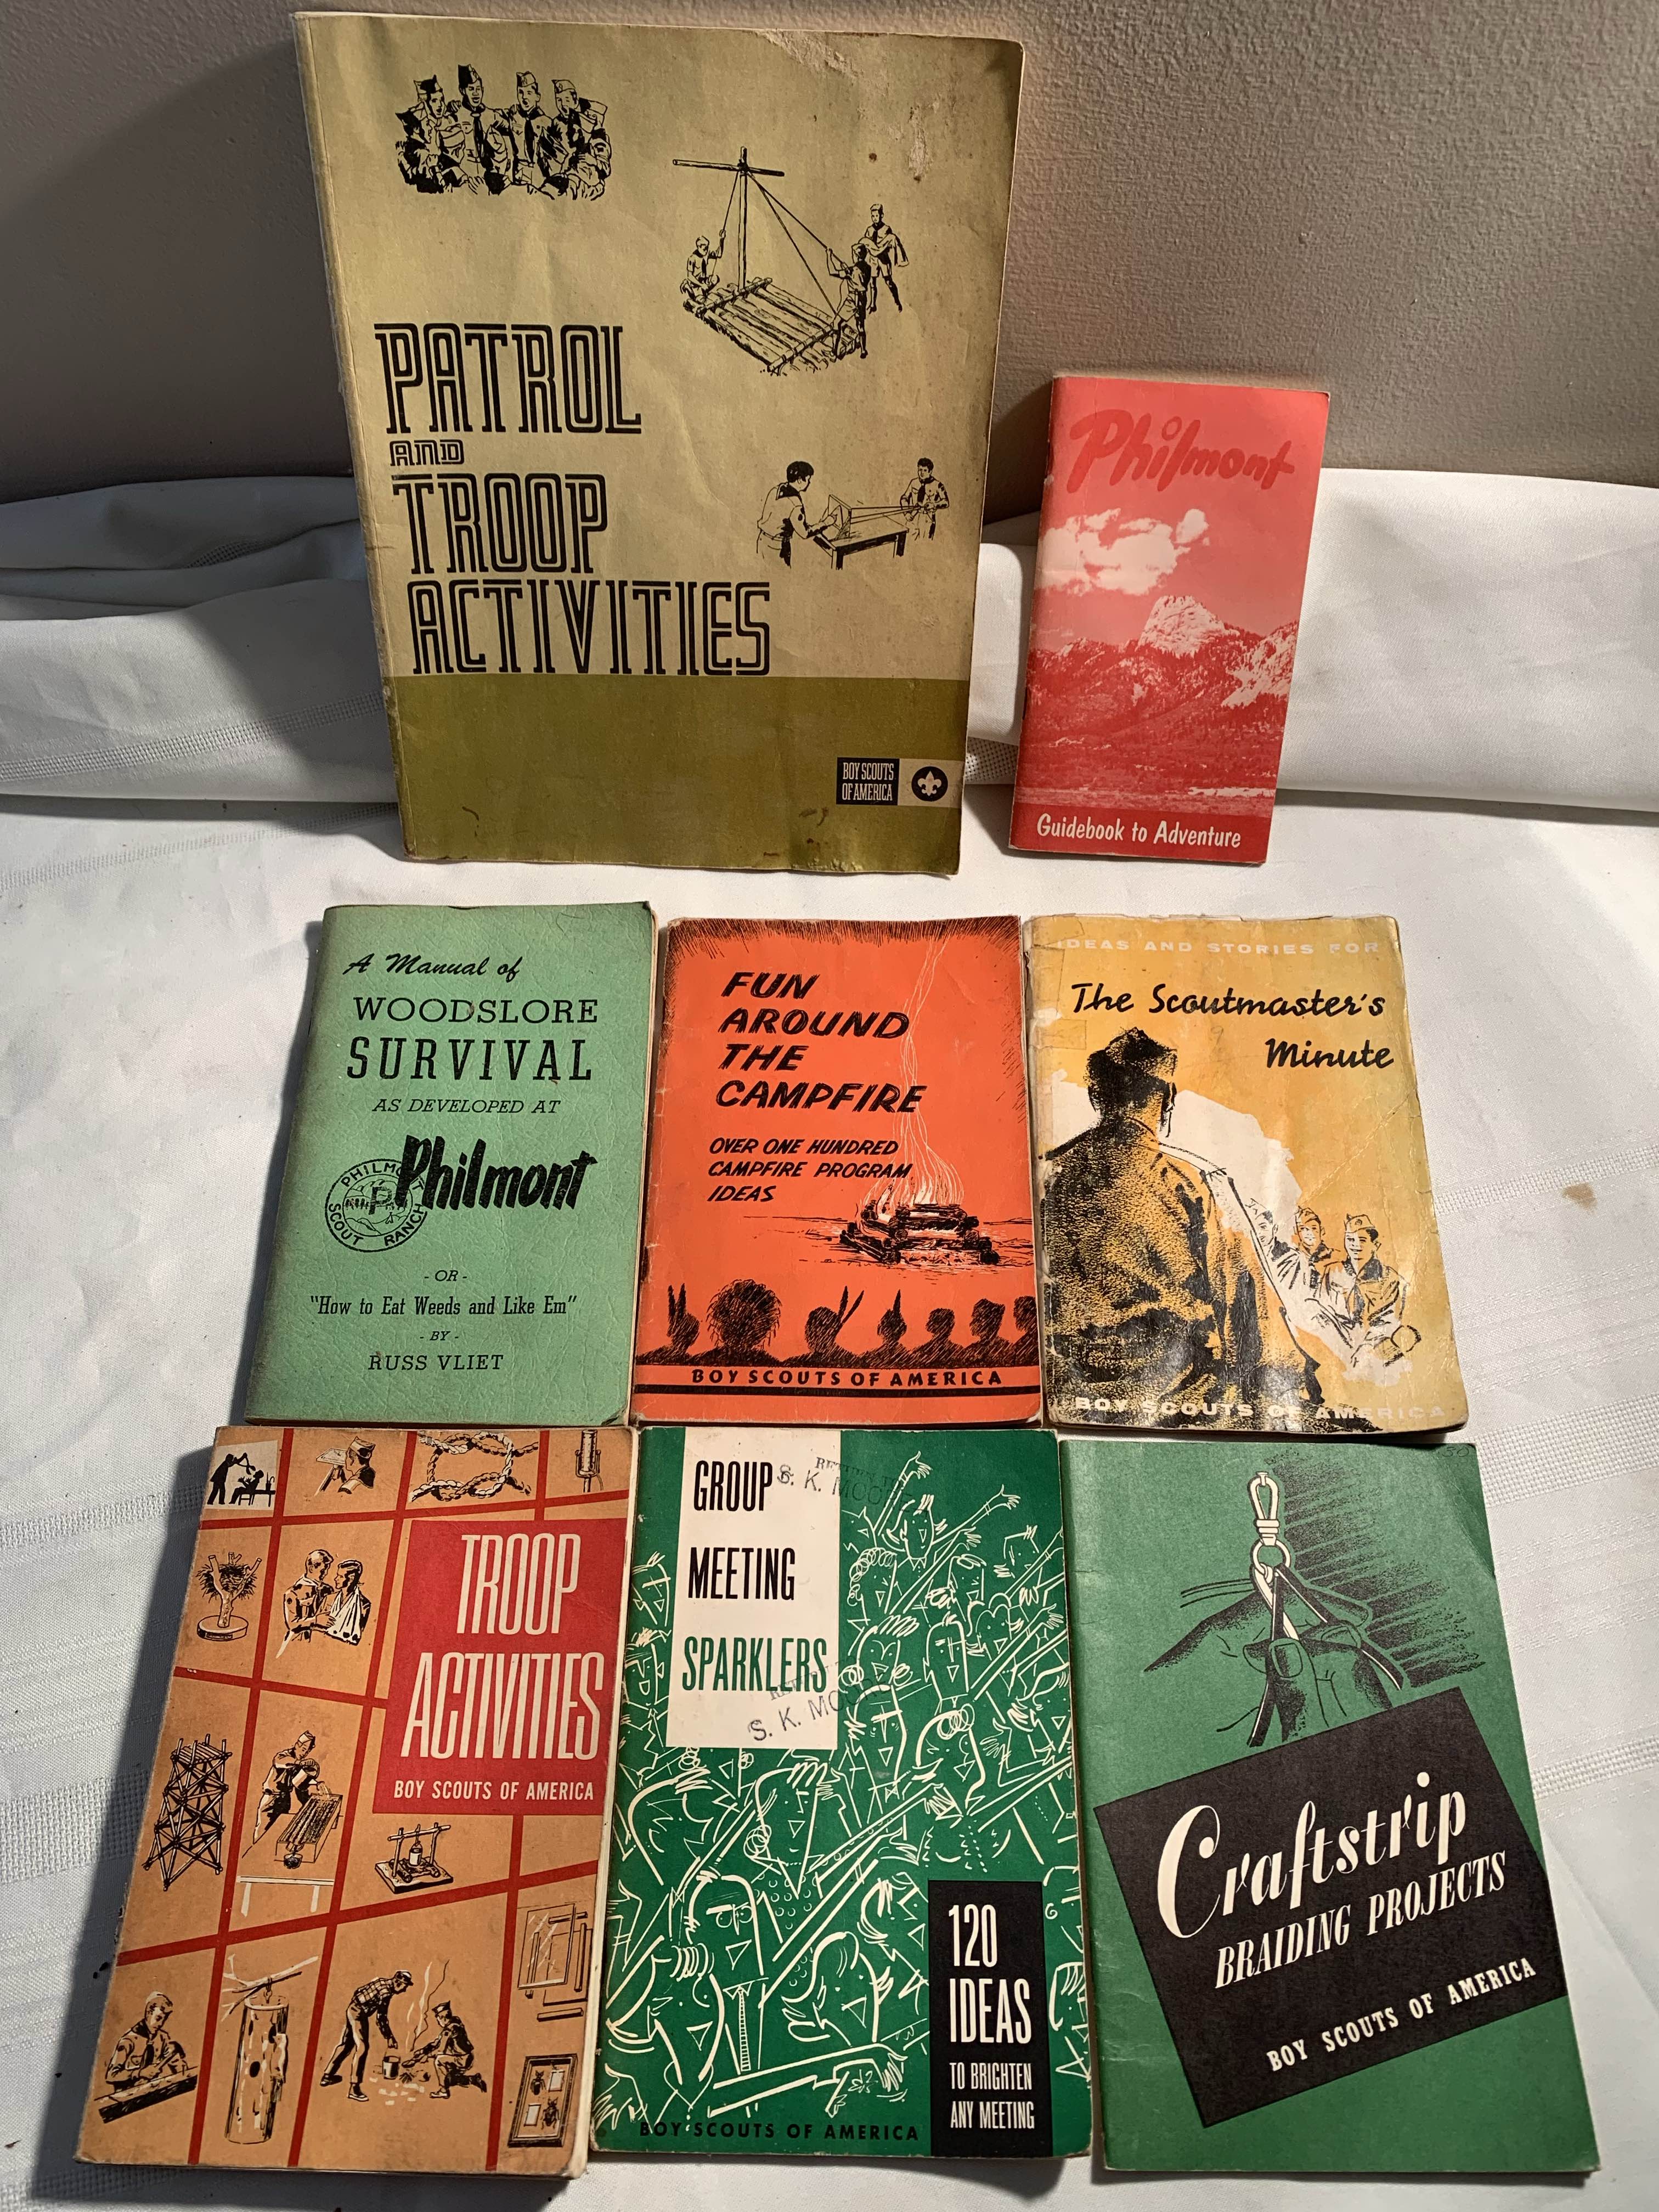 PATROL
AND
TROOP
ACTIVITIES
BOY SCOUTS
OF AMERICA
Philmont
Guidebook to Adventure
A Manual of
WOODSLORE
SURVIVAL
AS DEVELOPED AT
Philmont
SCOUT RANCH
- OR -
"How to Eat Weeds and Like Em"
- BY -
RUSS VLIET
FUN
AROUND
THE
CAMPFIRE
OVER ONE HUNDRED
CAMPFIRE PROGRAM
IDEAS
BOY SCOUTS OF AMERICA
IDEAS AND STORIES FOR
The Scoutmaster's
Minute
BOY SCOUTS OF AMERICA
TROOP
ACTIVITIES
BOY SCOUTS OF AMERICA
GROUP
MEETING
SPARKLERS
S. K.
S. K.
120
IDEAS
TO BRIGHTEN
ANY MEETING
BOY SCOUTS OF AMERICA
Craftstrip
BRAIDING PROJECTS
BOY SCOUTS OF AMERICA